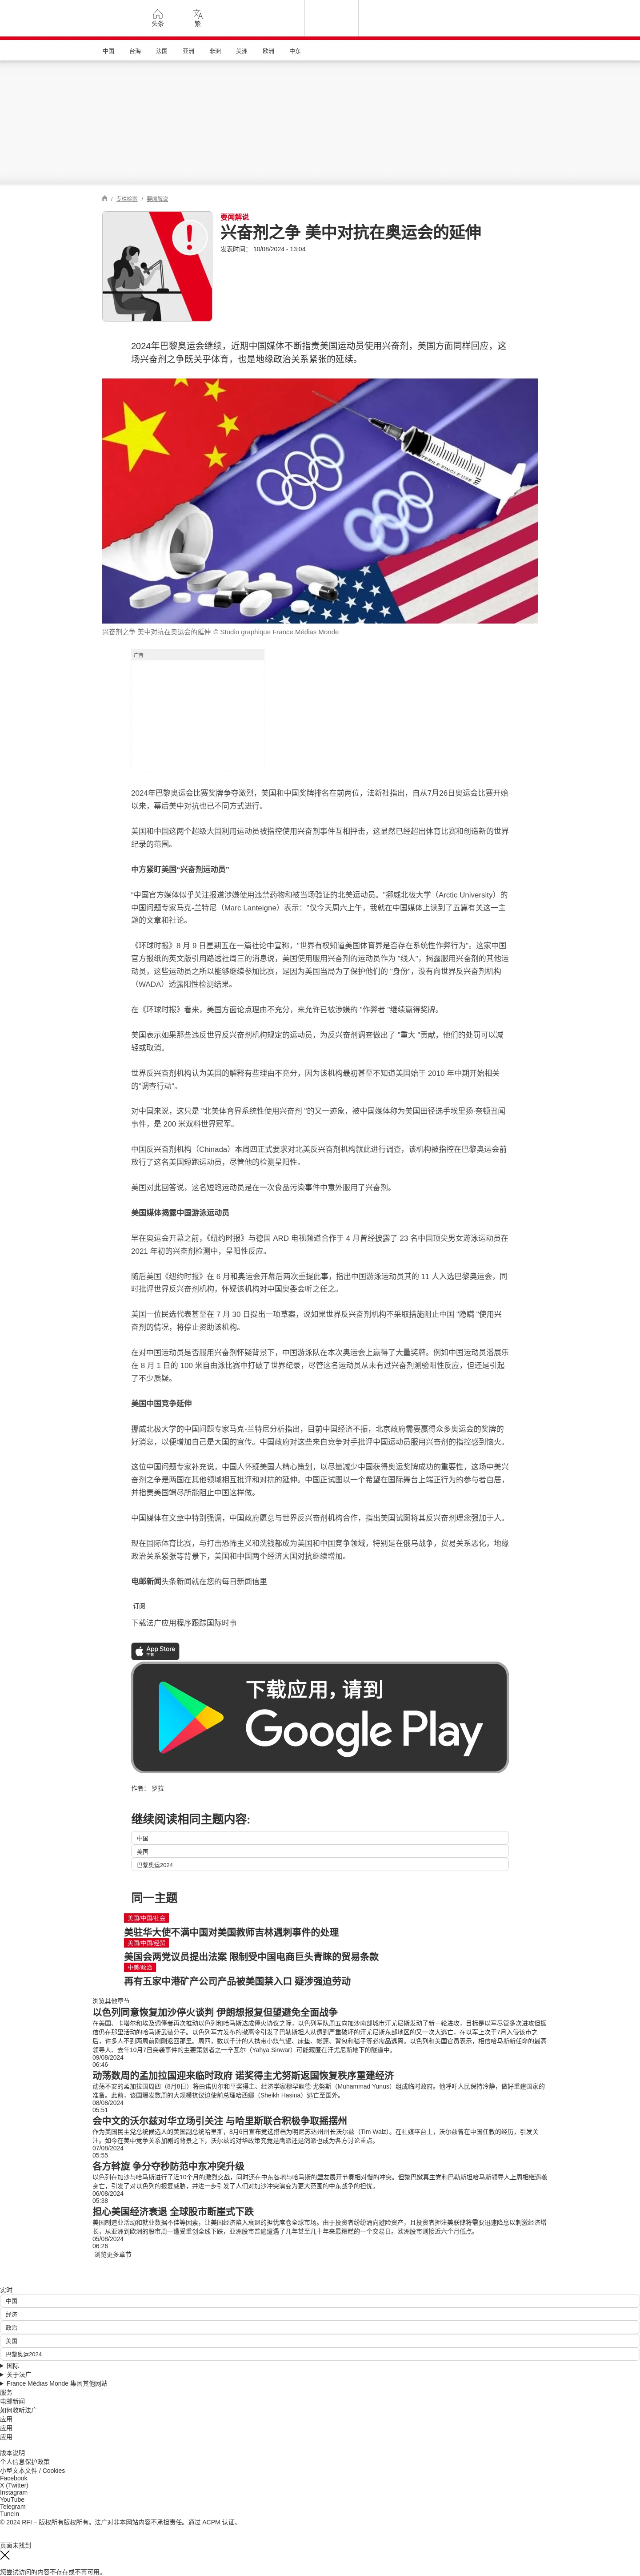 头条
繁
中国 台海 法国 亚洲 非洲 美洲 欧洲 中东
/ 专栏检索 / 要闻解说
要闻解说
兴奋剂之争 美中对抗在奥运会的延伸
发表时间： 10/08/2024 - 13:04
2024年巴黎奥运会继续，近期中国媒体不断指责美国运动员使用兴奋剂，美国方面同样回应，这
场兴奋剂之争既关乎体育，也是地缘政治关系紧张的延续。
STERILE
兴奋剂之争 美中对抗在奥运会的延伸 © Studio graphique France Médias Monde
广告
2024年巴黎奥运会比赛奖牌争夺激烈，美国和中国奖牌排名在前两位，法新社指出，自从7月26日奥运会比赛开始
以来，幕后美中对抗也已不同方式进行。
美国和中国这两个超级大国利用运动员被指控使用兴奋剂事件互相抨击，这显然已经超出体育比赛和创造新的世界
纪录的范围。
中方紧盯美国“兴奋剂运动员”
“中国官方媒体似乎关注报道涉嫌使用违禁药物和被当场验证的北美运动员。"挪威北极大学（Arctic University）的
中国问题专家马克-兰特尼（Marc Lanteigne）表示："仅今天周六上午，我就在中国媒体上读到了五篇有关这一主
题的文章和社论。
《环球时报》8 月 9 日星期五在一篇社论中宣称，"世界有权知道美国体育界是否存在系统性作弊行为"。这家中国
官方报纸的英文版引用路透社周三的消息说，美国使用服用兴奋剂的运动员作为 "线人"，揭露服用兴奋剂的其他运
动员，这些运动员之所以能够继续参加比赛，是因为美国当局为了保护他们的 "身份"，没有向世界反兴奋剂机构
（WADA）透露阳性检测结果。
在《环球时报》看来，美国方面论点理由不充分，来允许已被涉嫌的 "作弊者 "继续赢得奖牌。
美国表示如果那些违反世界反兴奋剂机构规定的运动员，为反兴奋剂调查做出了 "重大 "贡献，他们的处罚可以减
轻或取消。
世界反兴奋剂机构认为美国的解释有些理由不充分，因为该机构最初甚至不知道美国始于 2010 年中期开始相关
的"调查行动"。
对中国来说，这只是 "北美体育界系统性使用兴奋剂 "的又一迹象，被中国媒体称为美国田径选手埃里扬·奈顿丑闻
事件，是 200 米双料世界冠军。
中国反兴奋剂机构（Chinada）本周四正式要求对北美反兴奋剂机构就此进行调查，该机构被指控在巴黎奥运会前
放行了这名美国短跑运动员，尽管他的检测呈阳性。
美国对此回答说，这名短跑运动员是在一次食品污染事件中意外服用了兴奋剂。
美国媒体揭露中国游泳运动员
早在奥运会开幕之前，《纽约时报》与德国 ARD 电视频道合作于 4 月曾经披露了 23 名中国顶尖男女游泳运动员在
2021 年初的兴奋剂检测中，呈阳性反应。
随后美国《纽约时报》在 6 月和奥运会开幕后两次重提此事，指出中国游泳运动员其的 11 人入选巴黎奥运会，同
时批评世界反兴奋剂机构，怀疑该机构对中国奥委会听之任之。
美国一位民选代表甚至在 7 月 30 日提出一项草案，说如果世界反兴奋剂机构不采取措施阻止中国 "隐瞒 "使用兴
奋剂的情况，将停止资助该机构。
在对中国运动员是否服用兴奋剂怀疑背景下，中国游泳队在本次奥运会上赢得了大量奖牌。例如中国运动员潘展乐
在 8 月 1 日的 100 米自由泳比赛中打破了世界纪录，尽管这名运动员从未有过兴奋剂测验阳性反应，但还是引起
了不少质疑。
美国中国竞争延伸
挪威北极大学的中国问题专家马克-兰特尼分析指出，目前中国经济不振，北京政府需要赢得众多奥运会的奖牌的
好消息，以便增加自己是大国的宣传。中国政府对这些来自竞争对手批评中国运动员服用兴奋剂的指控感到恼火。
这位中国问题专家补充说，中国人怀疑美国人精心策划，以尽量减少中国获得奥运奖牌成功的重要性，这场中美兴
奋剂之争是两国在其他领域相互批评和对抗的延伸。中国正试图以一个希望在国际舞台上端正行为的参与者自居，
并指责美国竭尽所能阻止中国这样做。
中国媒体在文章中特别强调，中国政府愿意与世界反兴奋剂机构合作，指出美国试图将其反兴奋剂理念强加于人。
现在国际体育比赛，与打击恐怖主义和洗钱都成为美国和中国竞争领域，特别是在俄乌战争，贸易关系恶化，地缘
政治关系紧张等背景下，美国和中国两个经济大国对抗继续增加。
电邮新闻头条新闻就在您的每日新闻信里
订阅
下载法广应用程序跟踪国际时事
App Store
下载
下载应用，请到
Google Play
作者： 罗拉
继续阅读相同主题内容:
中国
美国
巴黎奥运2024
同一主题
美国/中国/社会
美驻华大使不满中国对美国教师吉林遇刺事件的处理
美国/中国/经贸
美国会两党议员提出法案 限制受中国电商巨头青睐的贸易条款
中美/政治
再有五家中港矿产公司产品被美国禁入口 疑涉强迫劳动
浏览其他章节
以色列同意恢复加沙停火谈判 伊朗想报复但望避免全面战争
在美国、卡塔尔和埃及调停者再次推动以色列和哈马斯达成停火协议之际，以色列军队周五向加沙南部城市汗尤尼斯发动了新一轮进攻，目标是以军尽管多次进攻但据
信仍在那里活动的哈马斯武装分子。以色列军方发布的撤离令引发了巴勒斯坦人从遭到严重破坏的汗尤尼斯东部地区的又一次大逃亡，在以军上次于7月入侵该市之
后，许多人不到两周前刚刚返回那里。周四，数以千计的人携带小煤气罐、床垫、帐篷、背包和毯子等必需品逃离。以色列和美国官员表示，相信哈马斯新任命的最高
领导人、去年10月7日突袭事件的主要策划者之一辛瓦尔（Yahya Sinwar）可能藏匿在汗尤尼斯地下的隧道中。
09/08/2024
06:46
动荡数周的孟加拉国迎来临时政府 诺奖得主尤努斯返国恢复秩序重建经济
动荡不安的孟加拉国周四（8月8日）将由诺贝尔和平奖得主、经济学家穆罕默德·尤努斯（Muhammad Yunus）组成临时政府。他呼吁人民保持冷静，做好重建国家的
准备。此前，该国爆发数周的大规模抗议迫使前总理哈西娜（Sheikh Hasina）逃亡至国外。
08/08/2024
05:51
会中文的沃尔兹对华立场引关注 与哈里斯联合积极争取摇摆州
作为美国民主党总统候选人的美国副总统哈里斯，8月6日宣布竞选搭档为明尼苏达州州长沃尔兹（Tim Walz）。在社媒平台上，沃尔兹曾在中国任教的经历，引发关
注。如今在美中竞争关系加剧的背景之下，沃尔兹的对华政策究竟是鹰派还是鸽派也成为各方讨论重点。
07/08/2024
05:55
各方斡旋 争分夺秒防范中东冲突升级
以色列在加沙与哈马斯进行了近10个月的激烈交战，同时还在中东各地与哈马斯的盟友展开节奏相对慢的冲突。但黎巴嫩真主党和巴勒斯坦哈马斯领导人上周相继遇袭
身亡，引发了对以色列的报复威胁，并进一步引发了人们对加沙冲突演变为更大范围的中东战争的担忧。
06/08/2024
05:38
担心美国经济衰退 全球股市断崖式下跌
美国制造业活动和就业数据不佳等因素，让美国经济陷入衰退的担忧席卷全球市场。由于投资者纷纷涌向避险资产，且投资者押注美联储将需要迅速降息以刺激经济增
长，从亚洲到欧洲的股市周一遭受重创全线下跌，亚洲股市普遍遭遇了几年甚至几十年来最糟糕的一个交易日。欧洲股市则接近六个月低点。
05/08/2024
06:26
浏览更多章节
实时
中国
经济
政治
美国
巴黎奥运2024
国际
关于法广
France Médias Monde 集团其他网站
服务
电邮新闻
如何收听法广
应用
应用
应用
版本说明
个人信息保护政策
小型文本文件 / Cookies
Facebook
X (Twitter)
Instagram
YouTube
Telegram
TuneIn
© 2024 RFI – 版权所有版权所有。法广对非本网站内容不承担责任。通过 ACPM 认证。
页面未找到
您尝试访问的内容不存在或不再可用。